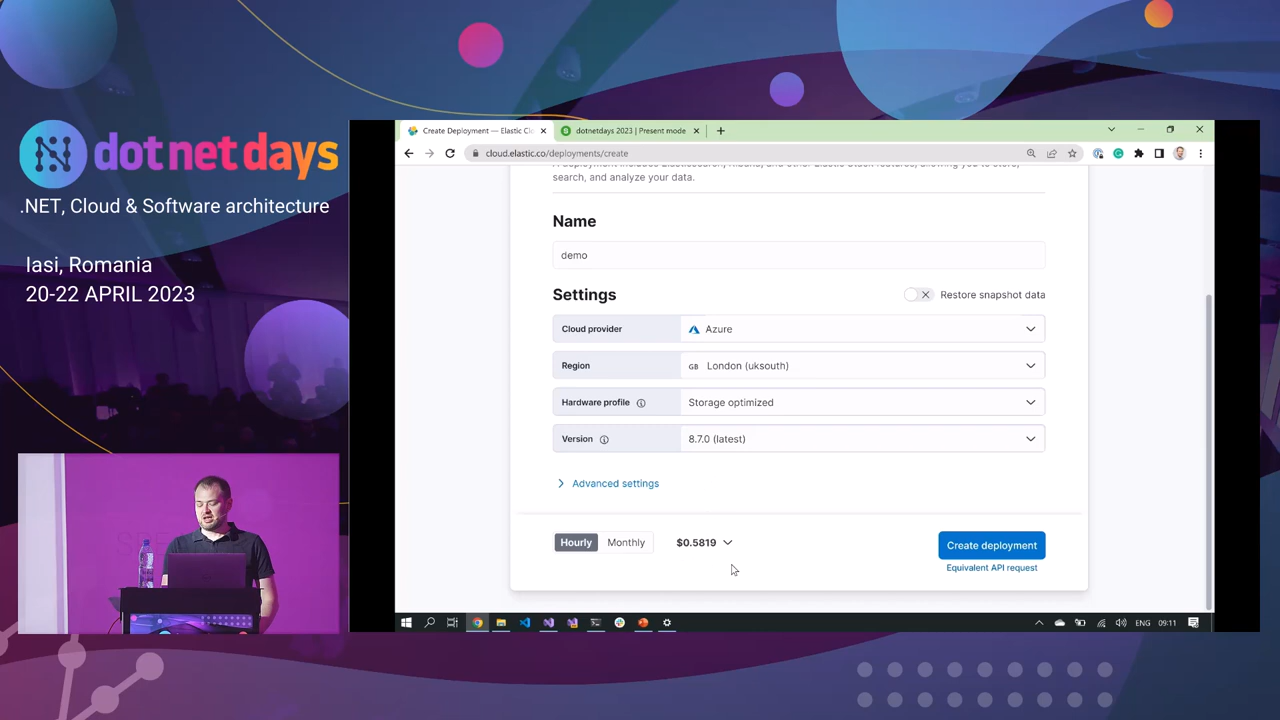 dotnetdays
.NET, Cloud & Software architecture
Iasi, Romania
20-22 APRIL 2023
Create Deployment — Elastic Cl
dotnetdays 2023 | Present mode
cloud.elastic.co/deployments/create
search, and analyze your data.
Name
demo
Settings
Restore snapshot data
Cloud provider
Azure
Region
GB London (uksouth)
Hardware profile
Storage optimized
Version
8.7.0 (latest)
Advanced settings
Hourly
Monthly
$0.5819
Create deployment
Equivalent API request
ENG
09:11